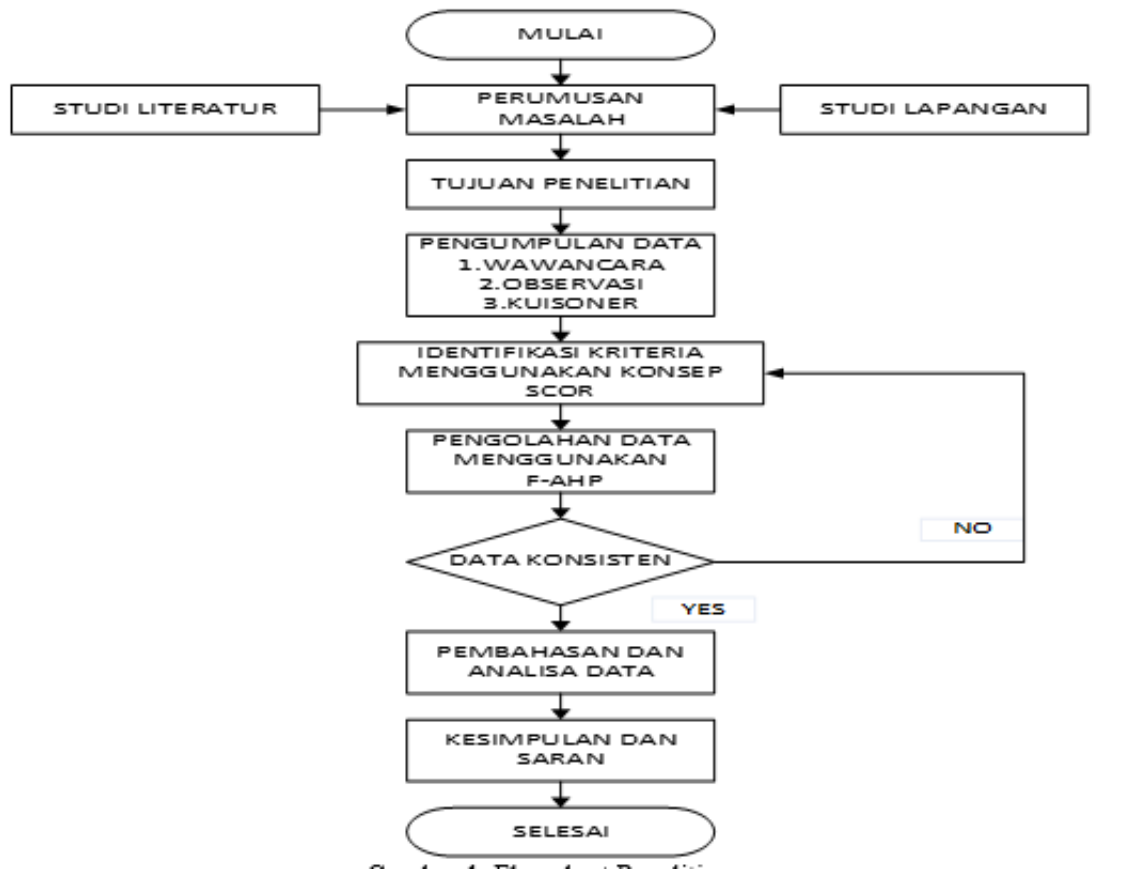 MULAI
STUDI LITERATUR
PERUMUSAN
MASALAH
STUDI LAPANGAN
TUJUAN PENELITIAN
PENGUMPULAN DATA
1.WAWANCARA
2.OBSERVASI
3.KUISONER
IDENTIFIKASI KRITERIA
MENGGUNAKAN KONSEP
SCOR
PENGOLAHAN DATA
MENGGUNAKAN
F-AHP
NO
DATA KONSISTEN
YES
PEMBAHASAN DAN
ANALISA DATA
KESIMPULAN DAN
SARAN
SELESAI